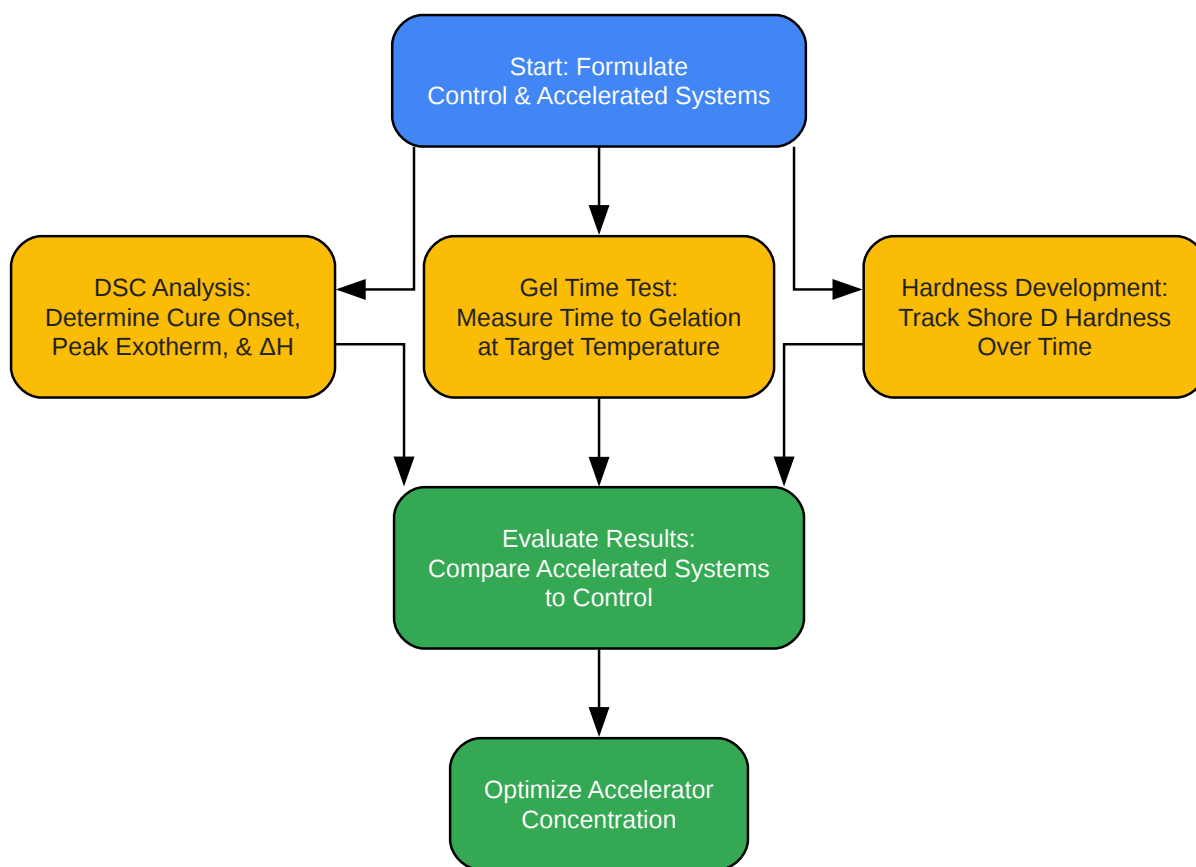 Start: Formulate
Control & Accelerated Systems
DSC Analysis:
Determine Cure Onset,
Peak Exotherm, & ΔH
Gel Time Test:
Measure Time to Gelation
at Target Temperature
Hardness Development:
Track Shore D Hardness
Over Time
Evaluate Results:
Compare Accelerated Systems
to Control
Optimize Accelerator
Concentration